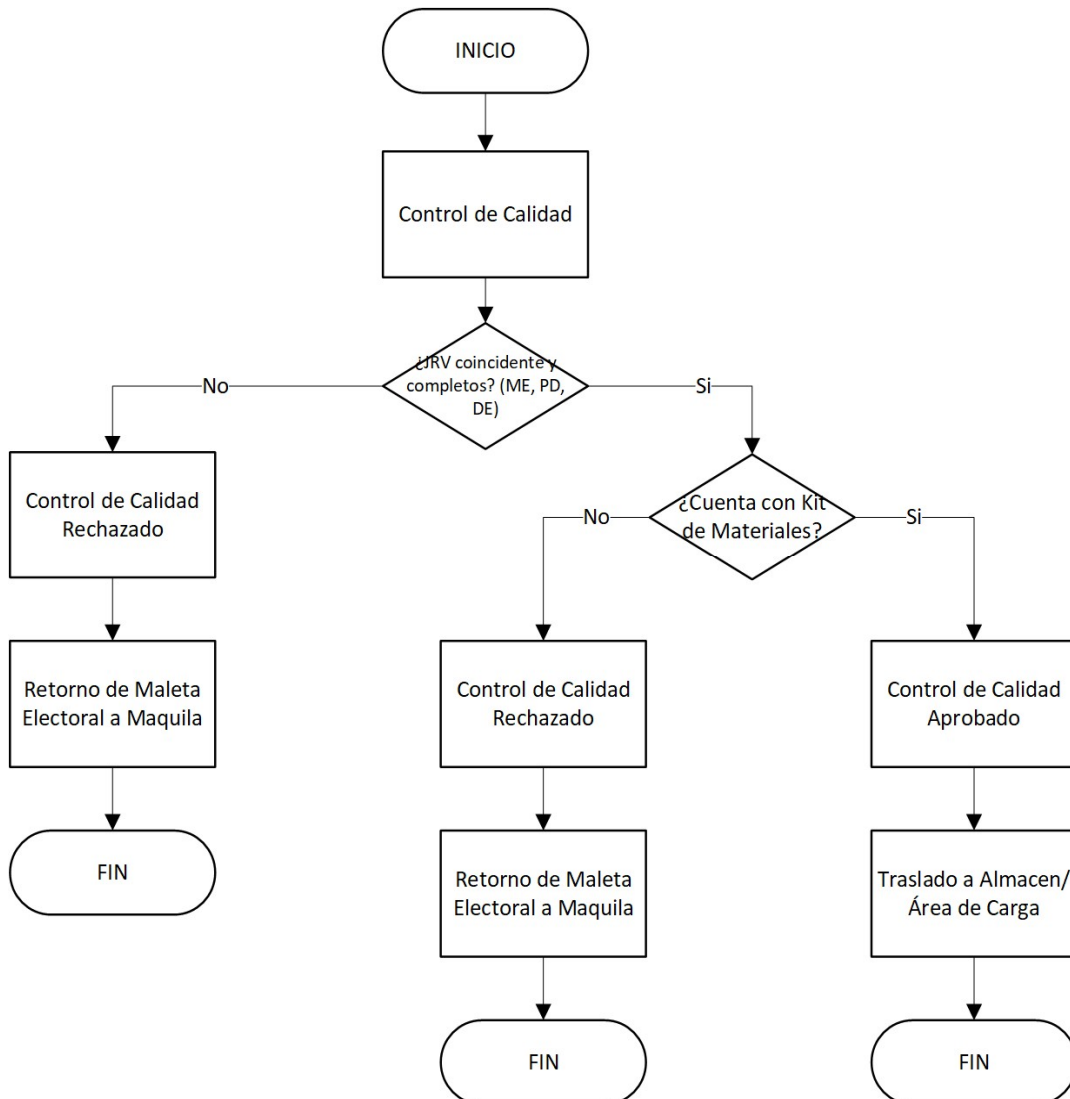 INICIO
Control de Calidad
¿JRV coincidente y
completos? (ME, PD,
DE)
No
Si
Control de Calidad
Rechazado
¿Cuenta con Kit
de Materiales?
No
Si
Retorno de Maleta
Electoral a Maquila
Control de Calidad
Rechazado
Control de Calidad
Aprobado
FIN
Retorno de Maleta
Electoral a Maquila
Traslado a Almacen/
Área de Carga
FIN
FIN